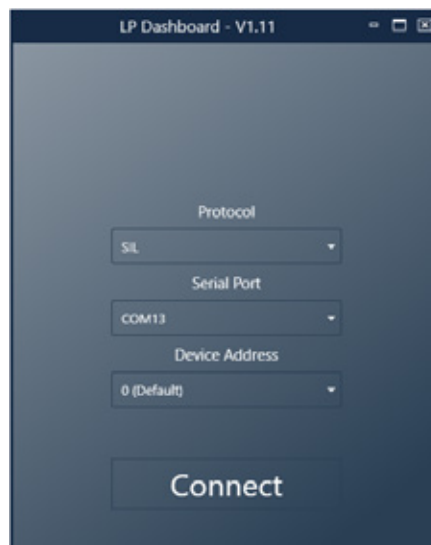 LP Dashboard - V1.11
Protocol
SIL
Serial Port
COM13
Device Address
0 (Default)
Connect